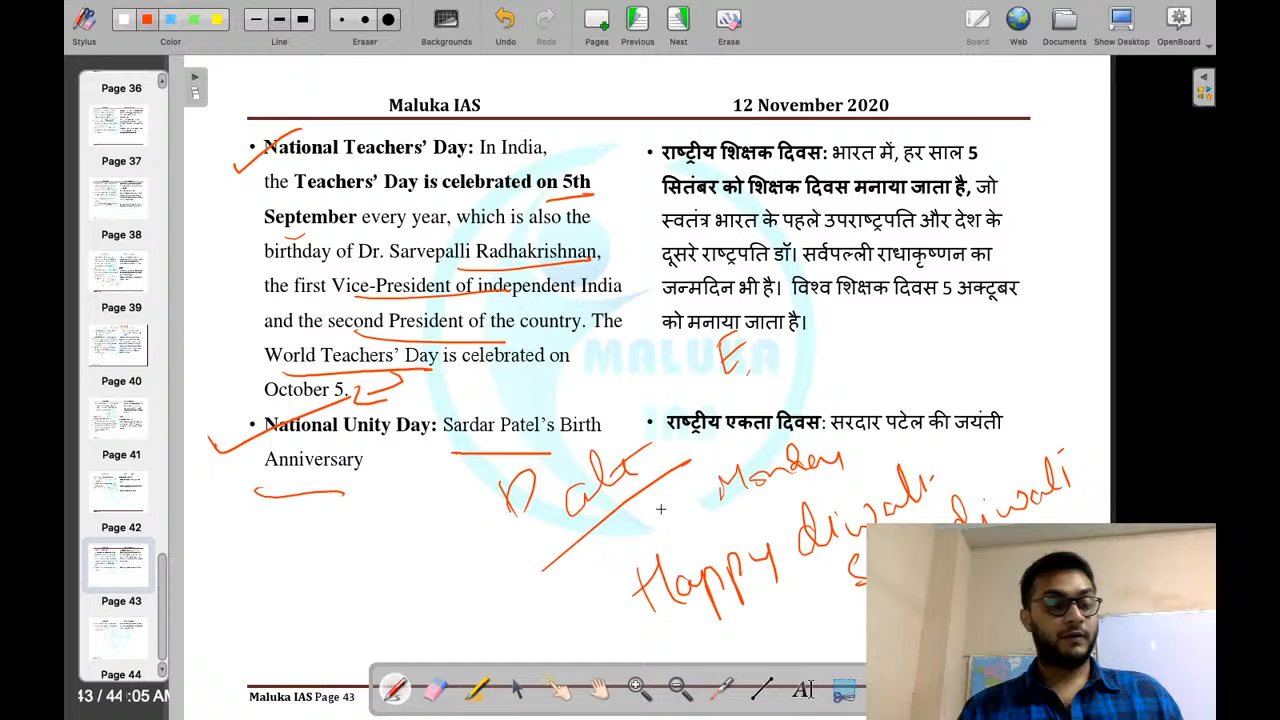 Stylus
Color
Line
Eraser
Backgrounds
Undo
Redo
Pages
Previous
Next
Erase
Board
Web
Documents
Show Desktop
OpenBoard
Page 36
Page 37
Page 38
Page 39
Page 40
Page 41
Page 42
Page 43
Page 44
43 / 44
:05 AM
Maluka IAS
12 November 2020
• National Teachers' Day: In India,
the Teachers' Day is celebrated on 5th
September every year, which is also the
birthday of Dr. Sarvepalli Radhakrishnan,
the first Vice-President of independent India
and the second President of the country. The
World Teachers' Day is celebrated on
October 5.
• National Unity Day: Sardar Patel's Birth
Anniversary
• राष्ट्रीय शिक्षक दिवस: भारत में, हर साल 5
सितंबर को शिक्षक दिवस मनाया जाता है, जो
स्वतंत्र भारत के पहले उपराष्ट्रपति और देश के
दूसरे राष्ट्रपति डॉ। सर्वपल्ली राधाकृष्णन का
जन्मदिन भी है। विश्व शिक्षक दिवस 5 अक्टूबर
को मनाया जाता है।
E
• राष्ट्रीय एकता दिवस: सरदार पटेल की जयंती
MALUKA
IAS
Monday
Happy diwali
diwali
Maluka IAS Page 43